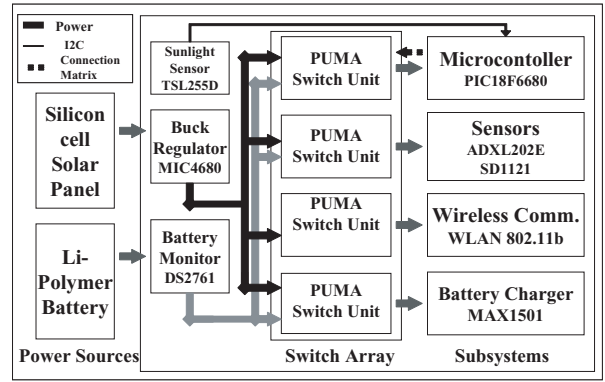 Power
I2C
Connection
Matrix
Sunlight
Sensor
TSL255D
Silicon
cell
Solar
Panel
Buck
Regulator
MIC4680
Li-
Polymer
Battery
Battery
Monitor
DS2761
PUMA
Switch Unit
PUMA
Switch Unit
PUMA
Switch Unit
PUMA
Switch Unit
Microcontoller
PIC18F6680
Sensors
ADXL202E
SD1121
Wireless Comm.
WLAN 802.11b
Battery Charger
MAX1501
Power Sources
Switch Array
Subsystems